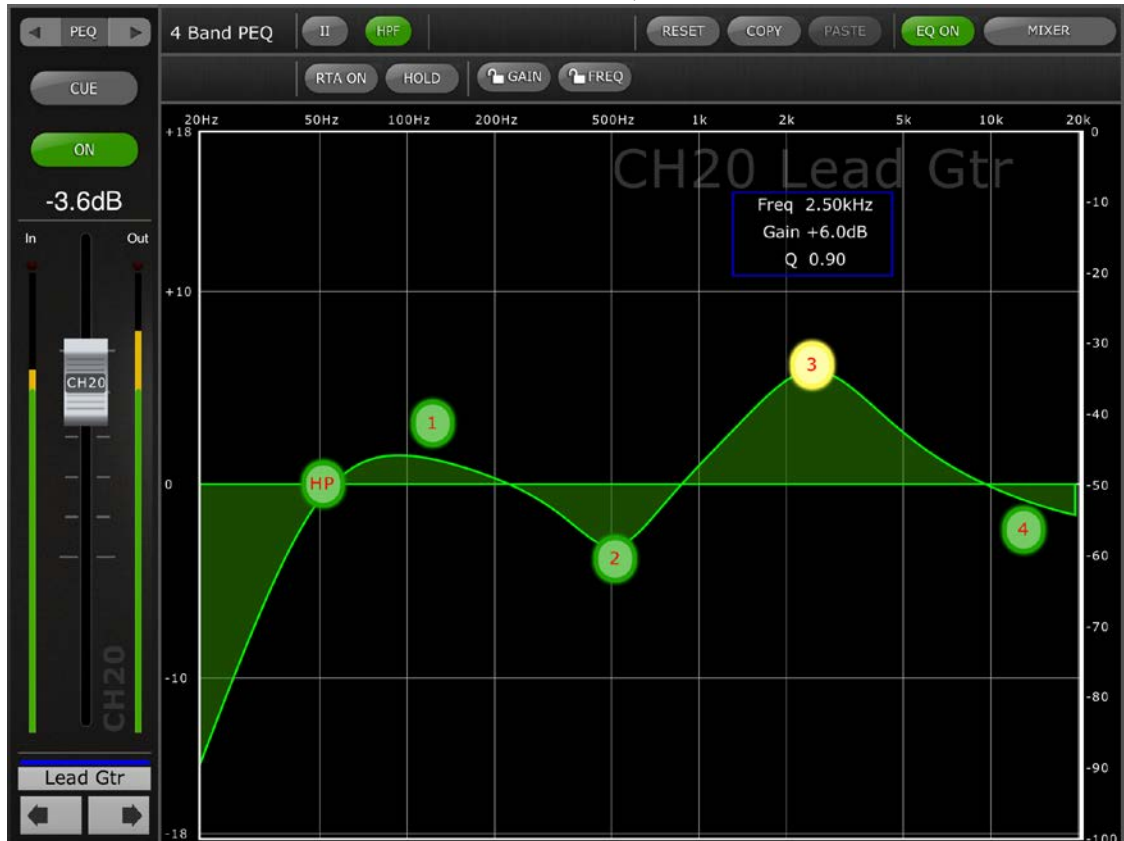 PEQ
4 Band PEQ
II
HPF
RESET
COPY
PASTE
EQ ON
MIXER
CUE
RTA ON
HOLD
GAIN
FREQ
20Hz 50Hz 100Hz 200Hz 500Hz 1k 2k 5k 10k 20k
ON
-3.6dB
In Out
CH20
CH20
Lead Gtr
CH20 Lead Gtr
Freq 2.50kHz
Gain +6.0dB
Q 0.90
+18
+10
0
-10
-18
HP
1
2
3
4
0
-10
-20
-30
-40
-50
-60
-70
-80
-90
-100